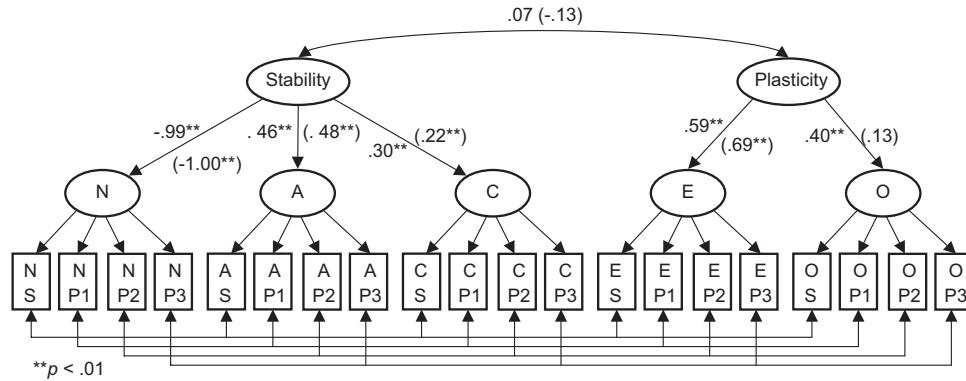 .07 (-.13)
Stability Plasticity
-.99** . 46** (. 48**) (.22**) .59** .40** (.13)
(-1.00**) .30** (.69**)
N A C E O
N N N N A A A A C C C C E E E E O O O O
S P1 P2 P3 S P1 P2 P3 S P1 P2 P3 S P1 P2 P3 S P1 P2 P3
**p < .01